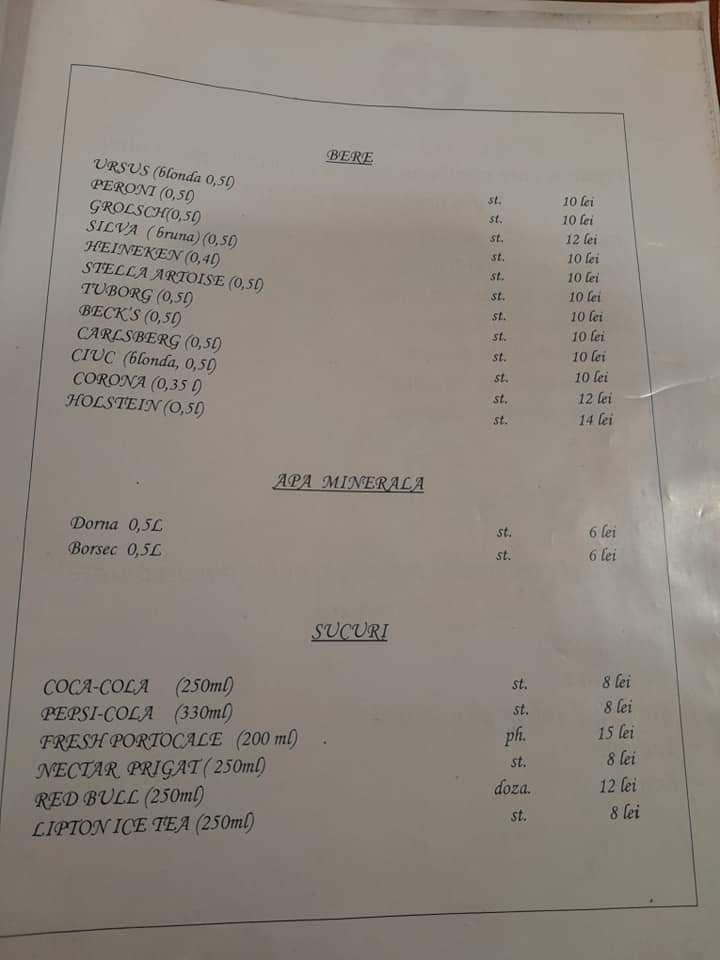 BERE
URSUS (blonda 0,5l) st. 10 lei
PERONI (0,5l) st. 10 lei
GROLSCH(0,5l) st. 12 lei
SILVA ( bruna) (0,5l) st. 10 lei
HEINEKEN (0,4l) st. 10 lei
STELLA ARTOISE (0,5l) st. 10 lei
TUBORG (0,5l) st. 10 lei
BECK'S (0,5l) st. 10 lei
CARLSBERG (0,5l) st. 10 lei
CIUC (blonda, 0,5l) st. 10 lei
CORONA (0,35 l) st. 12 lei
HOLSTEIN (0,5l) st. 14 lei
APA MINERALA
Dorna 0,5L st. 6 lei
Borsec 0,5L st. 6 lei
SUCURI
COCA-COLA (250ml) st. 8 lei
PEPSI-COLA (330ml) st. 8 lei
FRESH PORTOCALE (200 ml) ph. 15 lei
NECTAR PRIGAT ( 250ml) st. 8 lei
RED BULL (250ml) doza. 12 lei
LIPTON ICE TEA (250ml) st. 8 lei